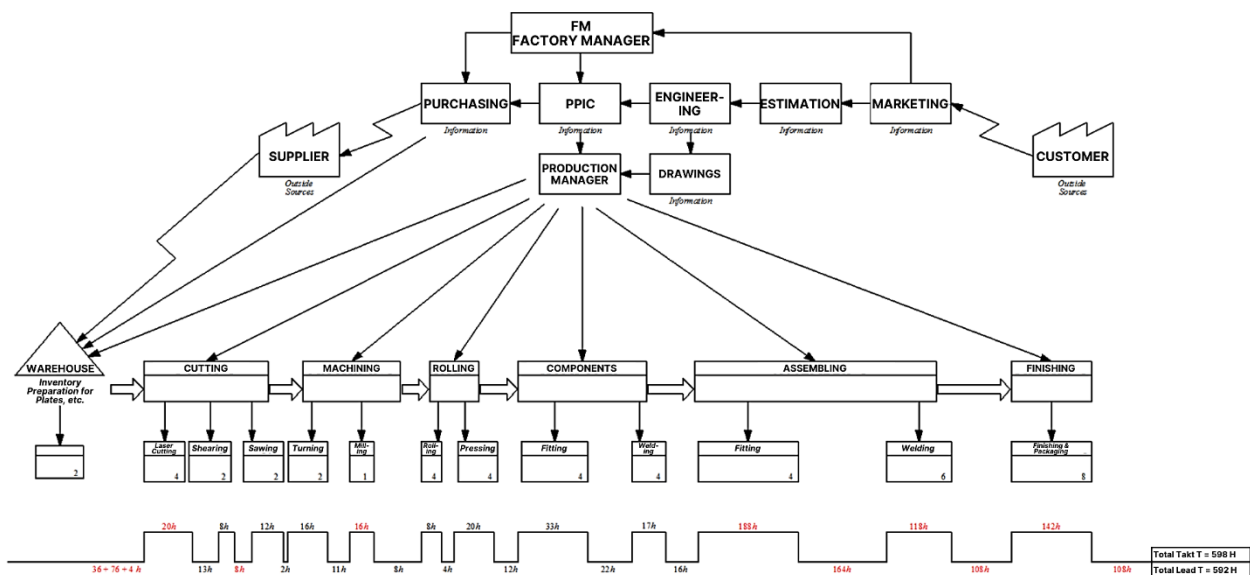 FM
FACTORY MANAGER
PURCHASING
Information
PPIC
Information
ENGINEER-
ING
Information
ESTIMATION
Information
MARKETING
Information
SUPPLIER
Outside
Sources
PRODUCTION
MANAGER
DRAWINGS
Information
CUSTOMER
Outside
Sources
WAREHOUSE
Inventory
Preparation for
Plates, etc.
2
CUTTING
MACHINING
ROLLING
COMPONENTS
ASSEMBLING
FINISHING
Laser
Cutting
4
Shearing
2
Sawing
2
Turning
2
Mill-
ing
1
Roll-
ing
4
Pressing
4
Fitting
4
Weld-
ing
4
Fitting
4
Welding
6
Finishing &
Packaging
8
20h 8h 12h 16h 16h 8h 20h 33h 17h 188h 118h 142h
Total Takt T = 598 H
36 + 76 + 4 h 13h 8h 2h 11h 8h 4h 12h 22h 16h 164h 108h 108h
Total Lead T = 592 H